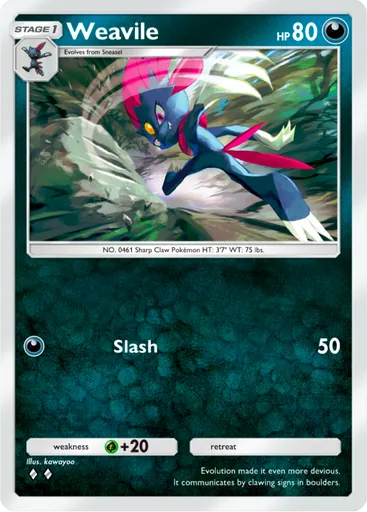 STAGE 1
Weavile
HP 80
Evolves from Sneasel
NO. 0461 Sharp Claw Pokémon HT: 3'7" WT: 75 lbs.
Slash 50
weakness +20 retreat
Illus. kawayoo
Evolution made it even more devious.
It communicates by clawing signs in boulders.